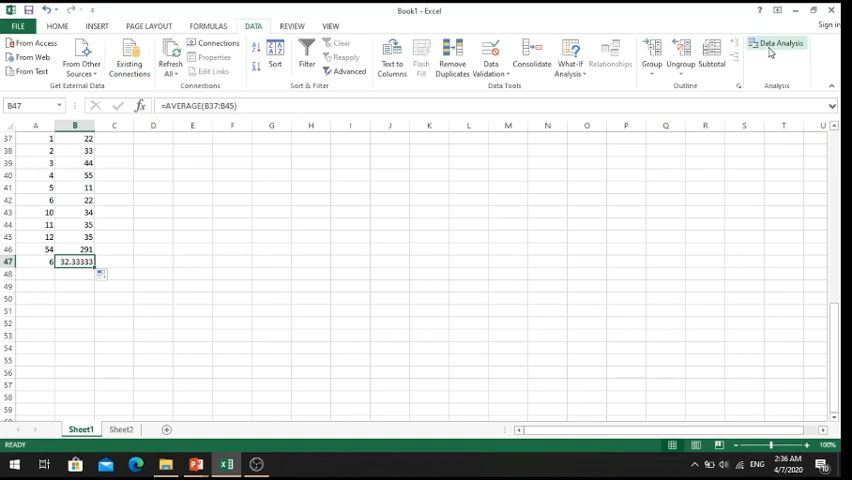 Book1 - Excel
Sign in
FILE HOME INSERT PAGE LAYOUT FORMULAS DATA REVIEW VIEW
From Access
From Web
From Text
From Other Sources
Existing Connections
Get External Data
Refresh All
Connections
Properties
Edit Links
Connections
Sort
Filter
Clear
Reapply
Advanced
Sort & Filter
Text to Columns
Flash Fill
Remove Duplicates
Data Validation
Consolidate
What-If Analysis
Relationships
Data Tools
Group
Ungroup
Subtotal
Outline
Data Analysis
Analysis
B47 fx =AVERAGE(B37:B45)
A B C D E F G H I J K L M N O P Q R S T U
37 1 22
38 2 33
39 3 44
40 4 55
41 5 11
42 6 22
43 10 34
44 11 35
45 12 35
46 54 291
47 6 32.33333
48
49
50
51
52
53
54
55
56
57
58
59
Sheet1 Sheet2
READY 100%
ENG 2:36 AM
4/7/2020